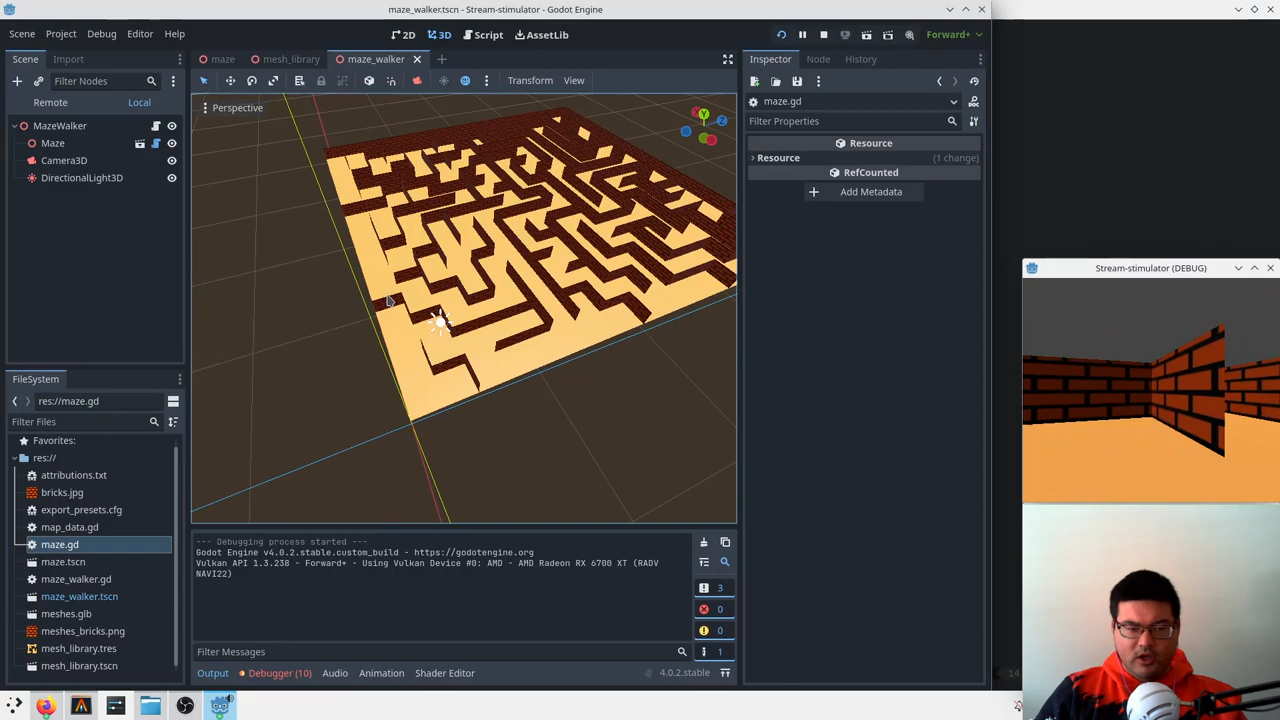 maze_walker.tscn - Stream-stimulator - Godot Engine
Scene Project Debug Editor Help
2D 3D Script AssetLib
Forward+
Scene Import
maze mesh_library maze_walker
Inspector Node History
Filter Nodes
Transform View
Remote Local
Perspective
maze.gd
MazeWalker
Filter Properties
Maze
Resource
Camera3D
Resource (1 change)
DirectionalLight3D
RefCounted
Add Metadata
X
Y
Z
Stream-stimulator (DEBUG)
FileSystem
res://maze.gd
Filter Files
Favorites:
res://
attributions.txt
bricks.jpg
export_presets.cfg
map_data.gd
maze.gd
maze.tscn
maze_walker.gd
maze_walker.tscn
meshes.glb
meshes_bricks.png
mesh_library.tres
mesh_library.tscn
--- Debugging process started ---
Godot Engine v4.0.2.stable.custom_build - https://godotengine.org
Vulkan API 1.3.238 - Forward+ - Using Vulkan Device #0: AMD - AMD Radeon RX 6700 XT (RADV
NAVI22)
3
0
0
1
Filter Messages
Output Debugger (10) Audio Animation Shader Editor
4.0.2.stable
14